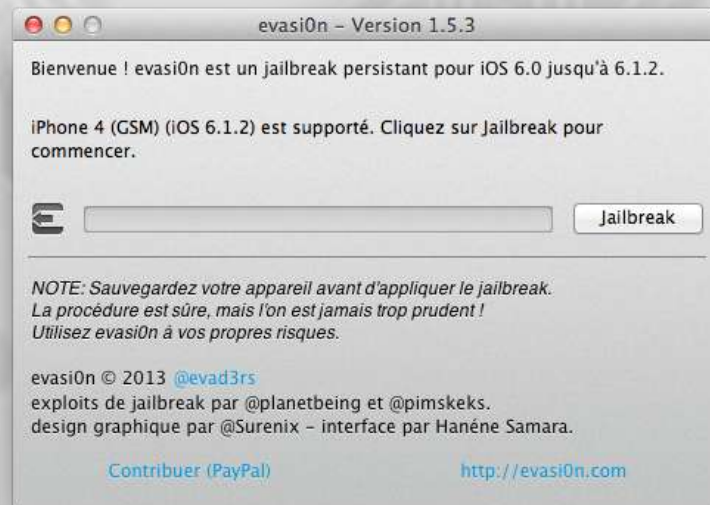 evasi0n – Version 1.5.3
Bienvenue ! evasi0n est un jailbreak persistant pour iOS 6.0 jusqu'à 6.1.2.
iPhone 4 (GSM) (iOS 6.1.2) est supporté. Cliquez sur Jailbreak pour
commencer.
Jailbreak
NOTE: Sauvegardez votre appareil avant d'appliquer le jailbreak.
La procédure est sûre, mais l'on est jamais trop prudent !
Utilisez evasi0n à vos propres risques.
evasi0n © 2013 @evad3rs
exploits de jailbreak par @planetbeing et @pimskeks.
design graphique par @Surenix – interface par Hanéne Samara.
Contribuer (PayPal)
http://evasi0n.com